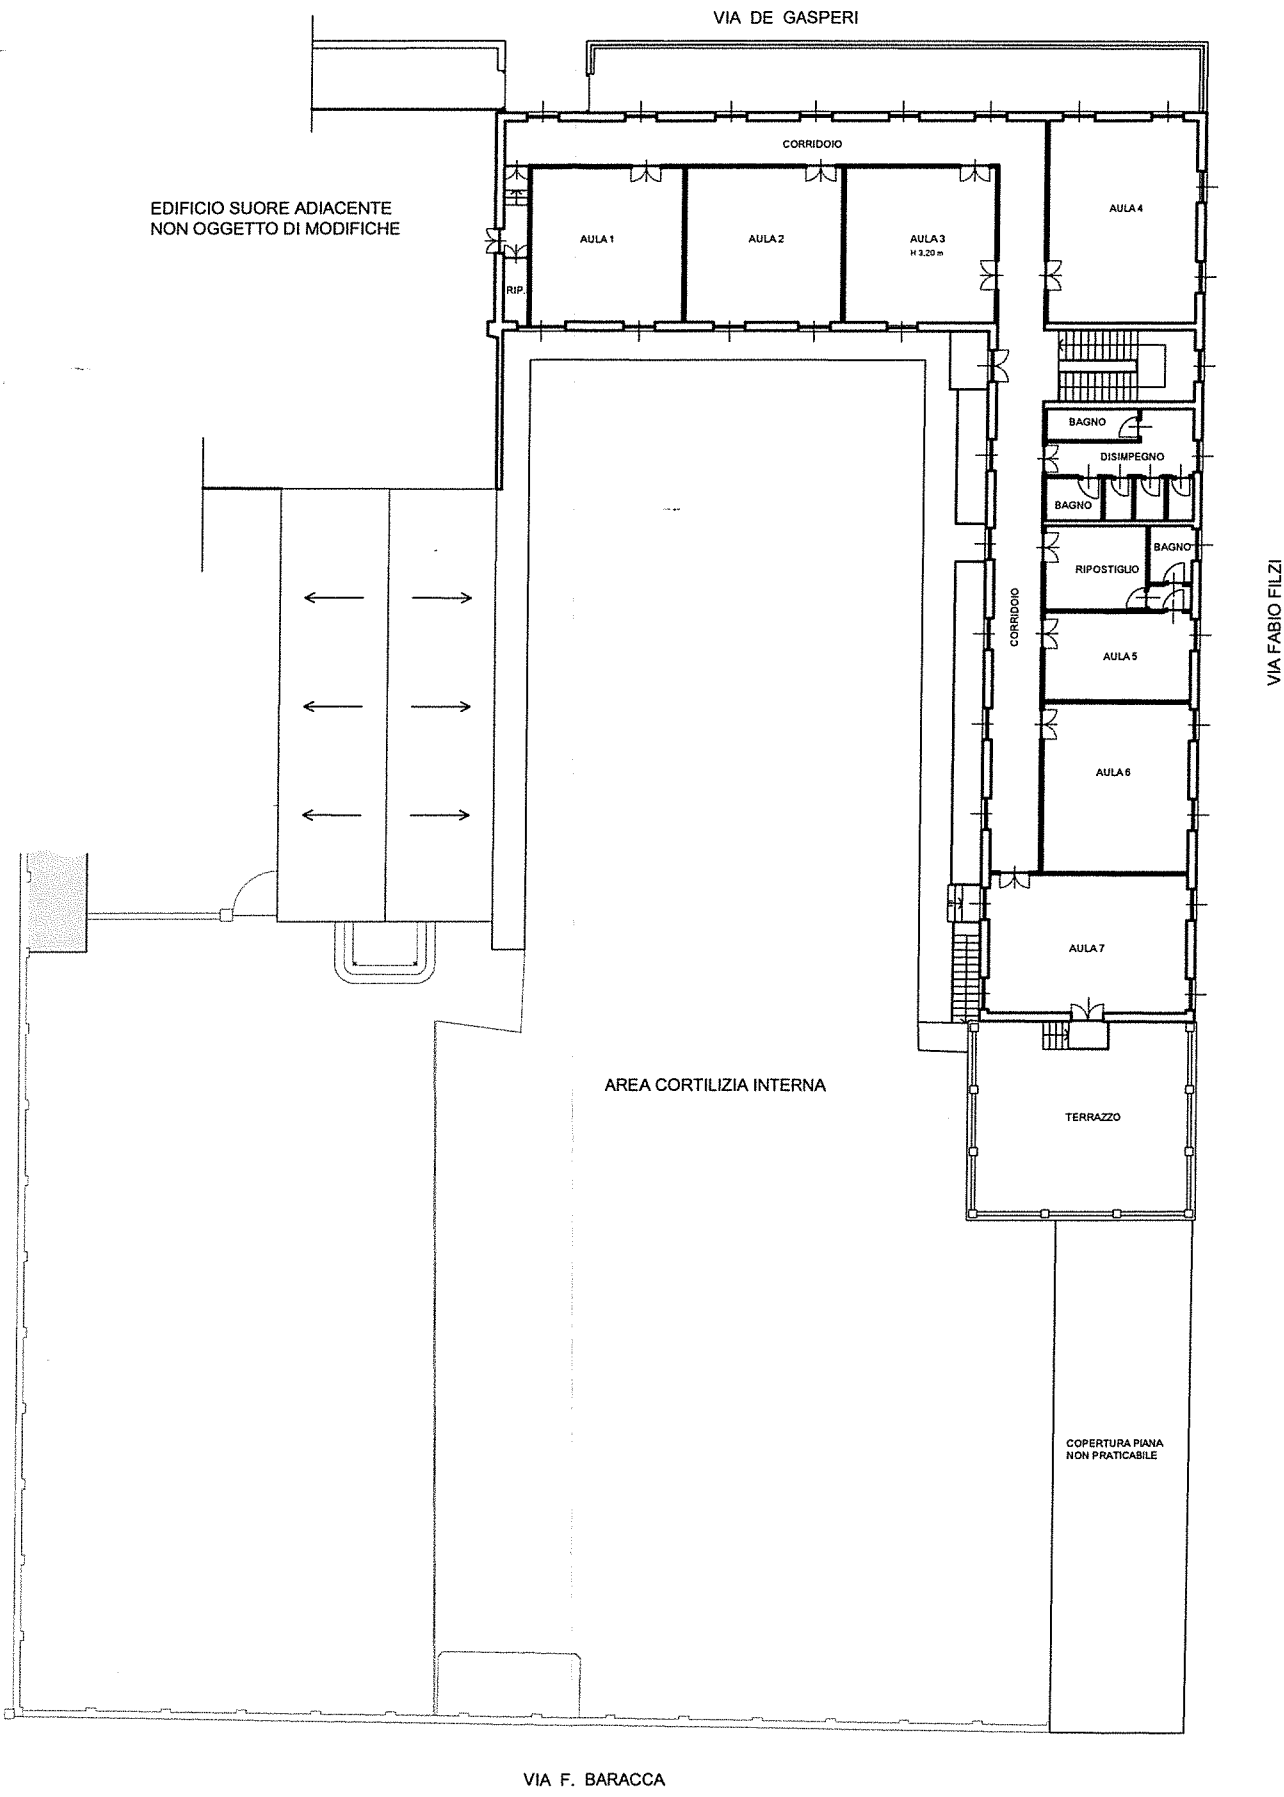 VIA DE GASPERI
CORRIDOIO
EDIFICIO SUORE ADIACENTE
NON OGGETTO DI MODIFICHE
AULA 1
AULA 2
AULA 3
H 3.20 m
AULA 4
RIP.
BAGNO
DISIMPEGNO
BAGNO
BAGNO
RIPOSTIGLIO
CORRIDOIO
VIA FABIO FILZI
AULA 5
AULA 6
AULA 7
AREA CORTILIZIA INTERNA
TERRAZZO
COPERTURA PIANA
NON PRATICABILE
VIA F. BARACCA